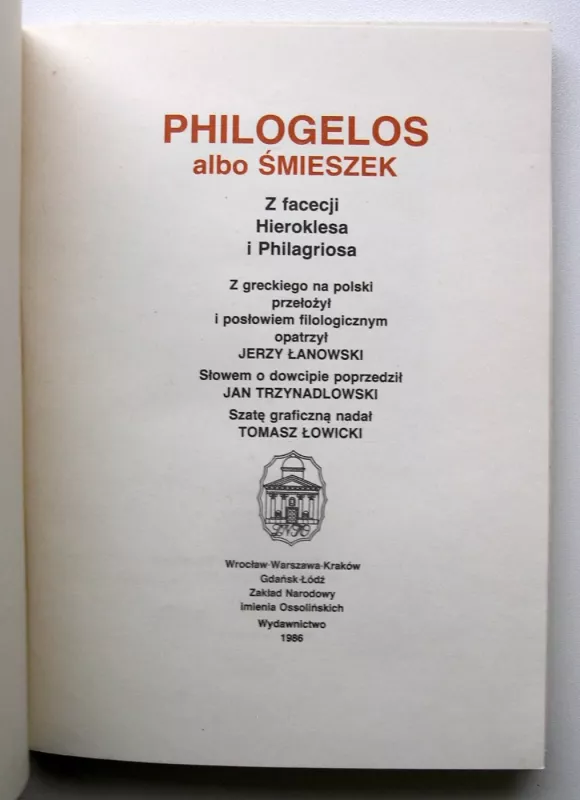 PHILOGELOS
albo ŚMIESZEK
Z facecji
Hieroklesa
i Philagriosa
Z greckiego na polski
przełożył
i posłowiem filologicznym
opatrzył
JERZY ŁANOWSKI
Słowem o dowcipie poprzedził
JAN TRZYNADLOWSKI
Szatę graficzną nadał
TOMASZ ŁOWICKI
Wrocław-Warszawa-Kraków
Gdańsk-Łódź
Zakład Narodowy
imienia Ossolińskich
Wydawnictwo
1986